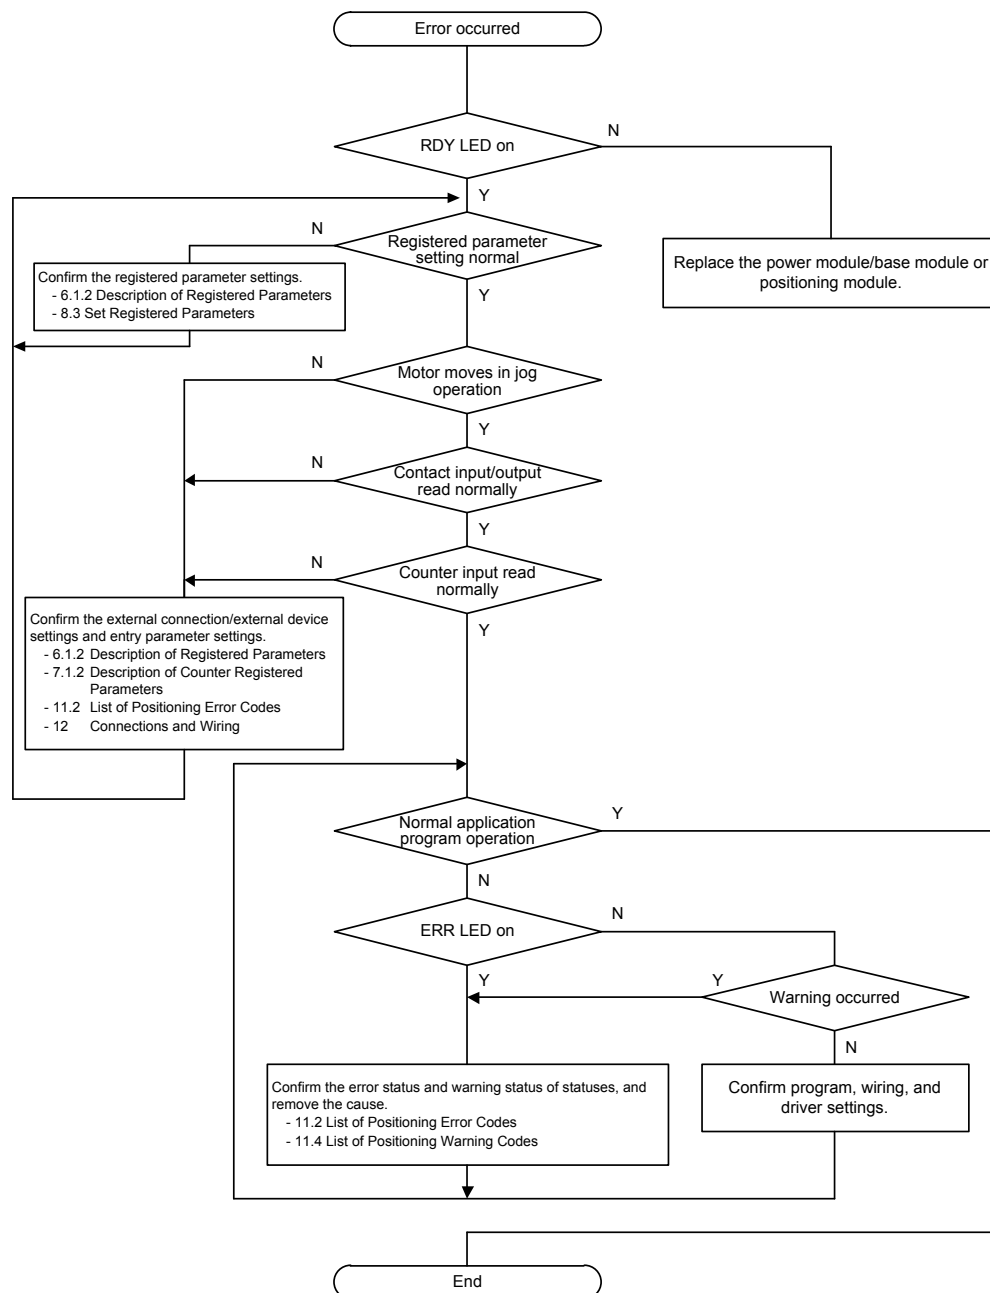 Error occurred
RDY LED on
N
Y
Registered parameter
setting normal
N
Y
Replace the power module/base module or
positioning module.
Confirm the registered parameter settings.
- 6.1.2 Description of Registered Parameters
- 8.3 Set Registered Parameters
Motor moves in jog
operation
N
Y
Contact input/output
read normally
N
Y
Counter input read
normally
N
Y
Confirm the external connection/external device
settings and entry parameter settings.
- 6.1.2 Description of Registered Parameters
- 7.1.2 Description of Counter Registered
Parameters
- 11.2 List of Positioning Error Codes
- 12 Connections and Wiring
Normal application
program operation
Y
N
ERR LED on
N
Y
Warning occurred
Y
N
Confirm the error status and warning status of statuses, and
remove the cause.
- 11.2 List of Positioning Error Codes
- 11.4 List of Positioning Warning Codes
Confirm program, wiring, and
driver settings.
End